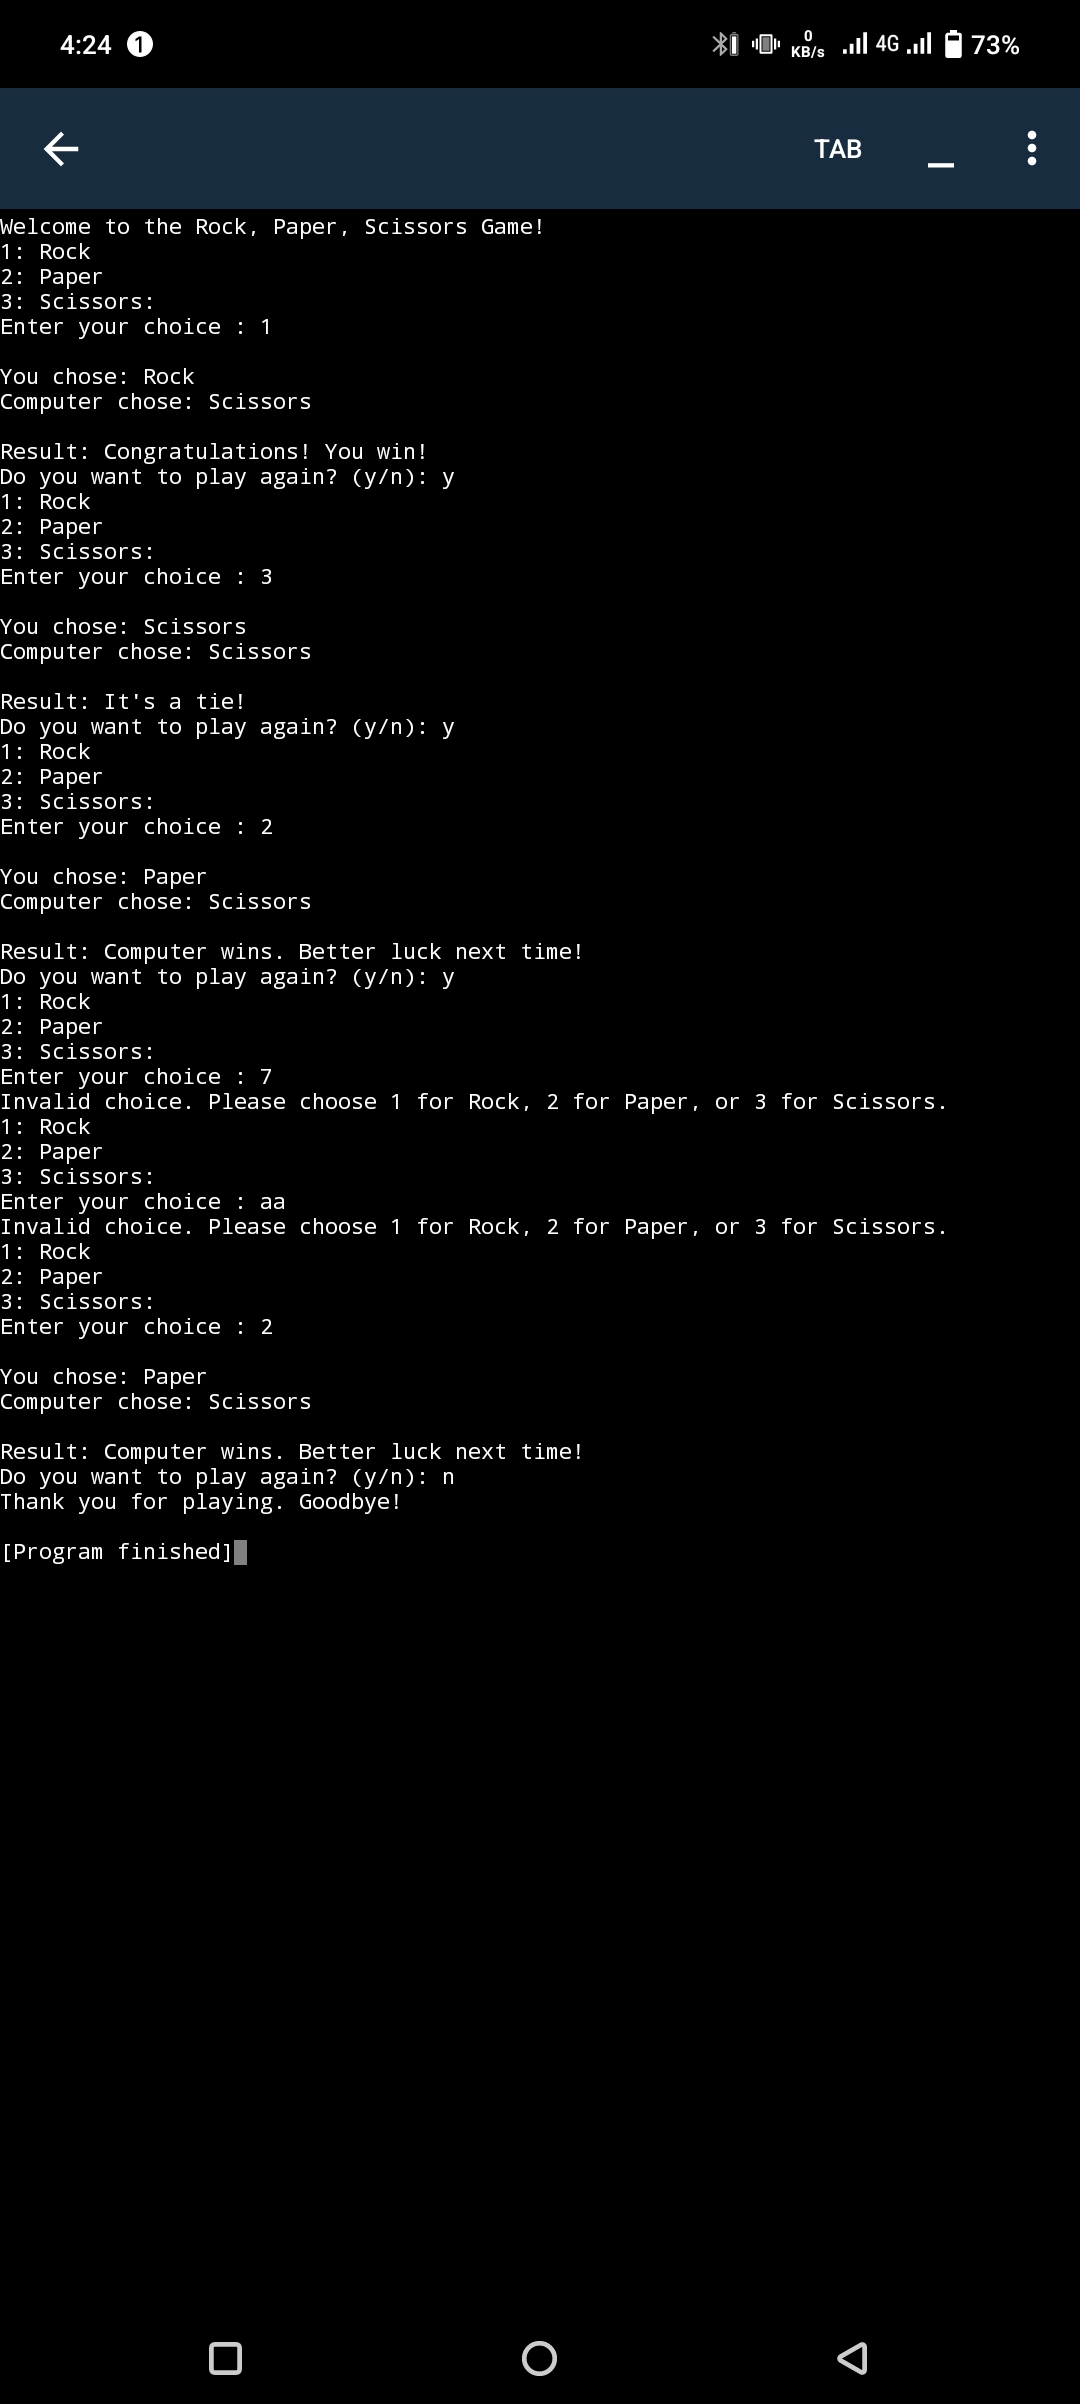 4:24 1 0 KB/s 4G 73%
TAB
Welcome to the Rock, Paper, Scissors Game!
1: Rock
2: Paper
3: Scissors:
Enter your choice : 1
You chose: Rock
Computer chose: Scissors
Result: Congratulations! You win!
Do you want to play again? (y/n): y
1: Rock
2: Paper
3: Scissors:
Enter your choice : 3
You chose: Scissors
Computer chose: Scissors
Result: It's a tie!
Do you want to play again? (y/n): y
1: Rock
2: Paper
3: Scissors:
Enter your choice : 2
You chose: Paper
Computer chose: Scissors
Result: Computer wins. Better luck next time!
Do you want to play again? (y/n): y
1: Rock
2: Paper
3: Scissors:
Enter your choice : 7
Invalid choice. Please choose 1 for Rock, 2 for Paper, or 3 for Scissors.
1: Rock
2: Paper
3: Scissors:
Enter your choice : aa
Invalid choice. Please choose 1 for Rock, 2 for Paper, or 3 for Scissors.
1: Rock
2: Paper
3: Scissors:
Enter your choice : 2
You chose: Paper
Computer chose: Scissors
Result: Computer wins. Better luck next time!
Do you want to play again? (y/n): n
Thank you for playing. Goodbye!
[Program finished]